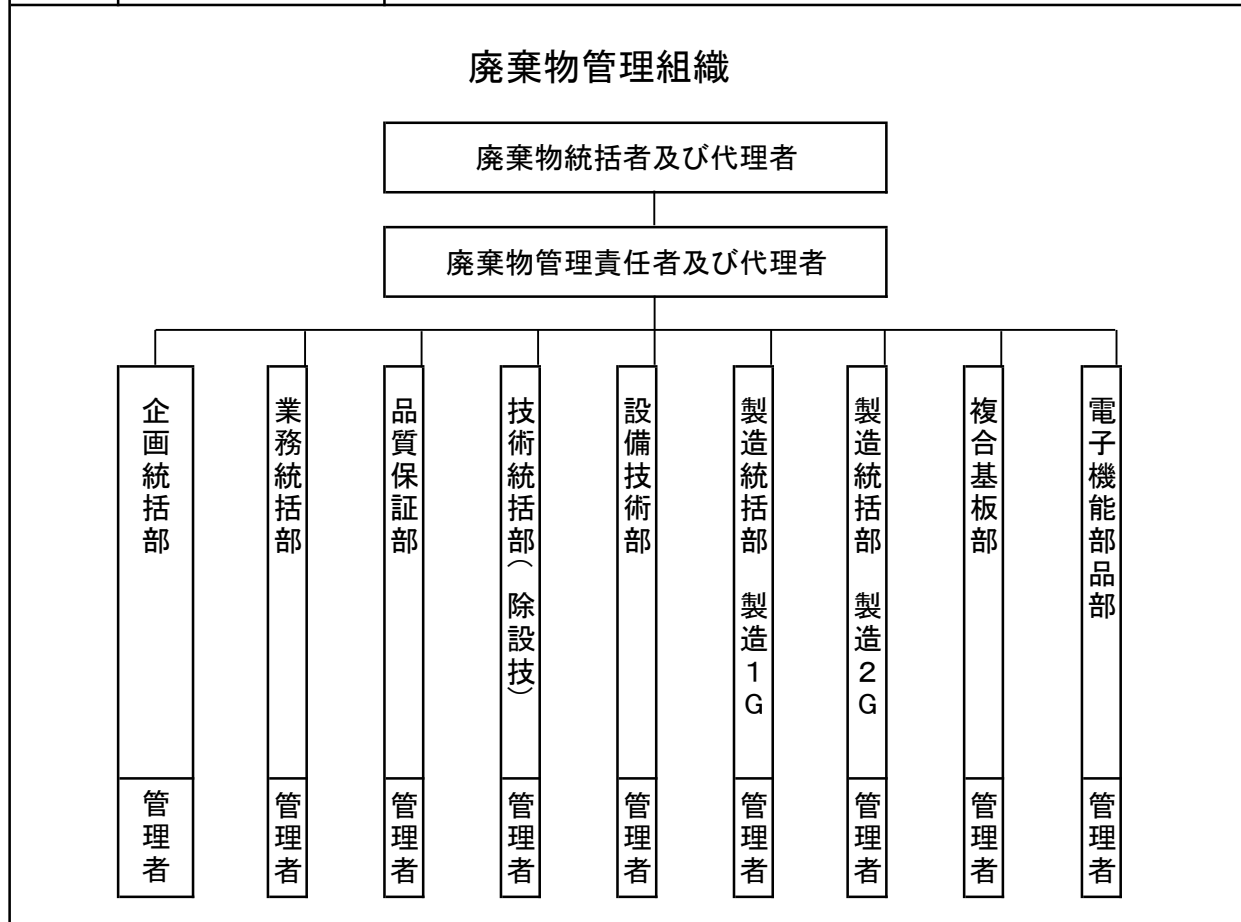 廃棄物管理組織
廃棄物統括者及び代理者
廃棄物管理責任者及び代理者
企画統括部
業務統括部
品質保証部
技術統括部（除設技）
設備技術部
製造統括部　製造１Ｇ
製造統括部　製造２Ｇ
複合基板部
電子機能部品部
管理者
管理者
管理者
管理者
管理者
管理者
管理者
管理者
管理者